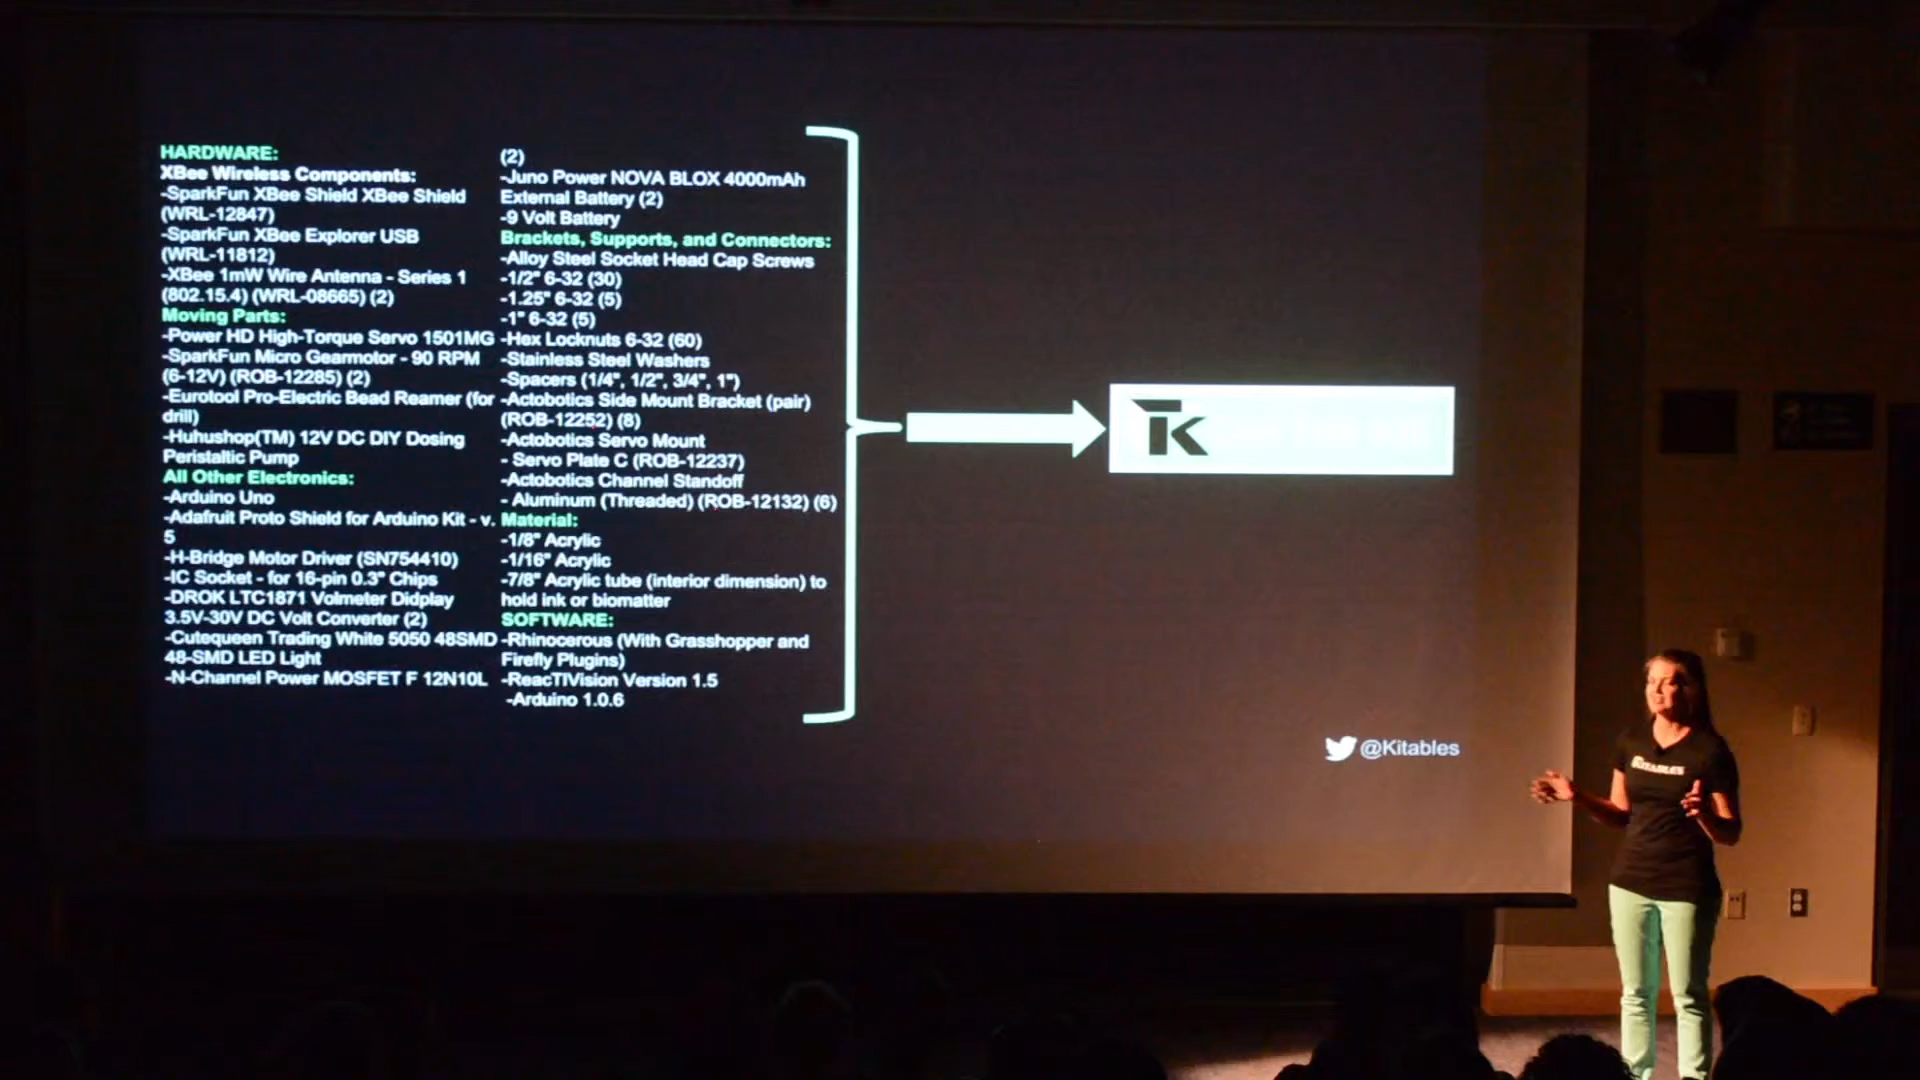 HARDWARE:
XBee Wireless Components:
-SparkFun XBee Shield XBee Shield
(WRL-12847)
-SparkFun XBee Explorer USB
(WRL-11812)
-XBee 1mW Wire Antenna - Series 1
(802.15.4) (WRL-08665) (2)
Moving Parts:
-Power HD High-Torque Servo 1501MG
-SparkFun Micro Gearmotor - 90 RPM
(6-12V) (ROB-12285) (2)
-Eurotool Pro-Electric Bead Reamer (for
drill)
-Huhushop(TM) 12V DC DIY Dosing
Peristaltic Pump
All Other Electronics:
-Arduino Uno
-Adafruit Proto Shield for Arduino Kit - v.
5
-H-Bridge Motor Driver (SN754410)
-IC Socket - for 16-pin 0.3" Chips
-DROK LTC1871 Volmeter Didplay
3.5V-30V DC Volt Converter (2)
-Cutequeen Trading White 5050 48SMD
48-SMD LED Light
-N-Channel Power MOSFET F 12N10L
(2)
-Juno Power NOVA BLOX 4000mAh
External Battery (2)
-9 Volt Battery
Brackets, Supports, and Connectors:
-Alloy Steel Socket Head Cap Screws
-1/2" 6-32 (30)
-1.25" 6-32 (5)
-1" 6-32 (5)
-Hex Locknuts 6-32 (60)
-Stainless Steel Washers
-Spacers (1/4", 1/2", 3/4", 1")
-Actobotics Side Mount Bracket (pair)
(ROB-12252) (8)
-Actobotics Servo Mount
- Servo Plate C (ROB-12237)
-Actobotics Channel Standoff
- Aluminum (Threaded) (ROB-12132) (6)
Material:
-1/8" Acrylic
-1/16" Acrylic
-7/8" Acrylic tube (interior dimension) to
hold ink or biomatter
SOFTWARE:
-Rhinocerous (With Grasshopper and
Firefly Plugins)
-ReacTIVision Version 1.5
-Arduino 1.0.6
K
@Kitables
KITABLES